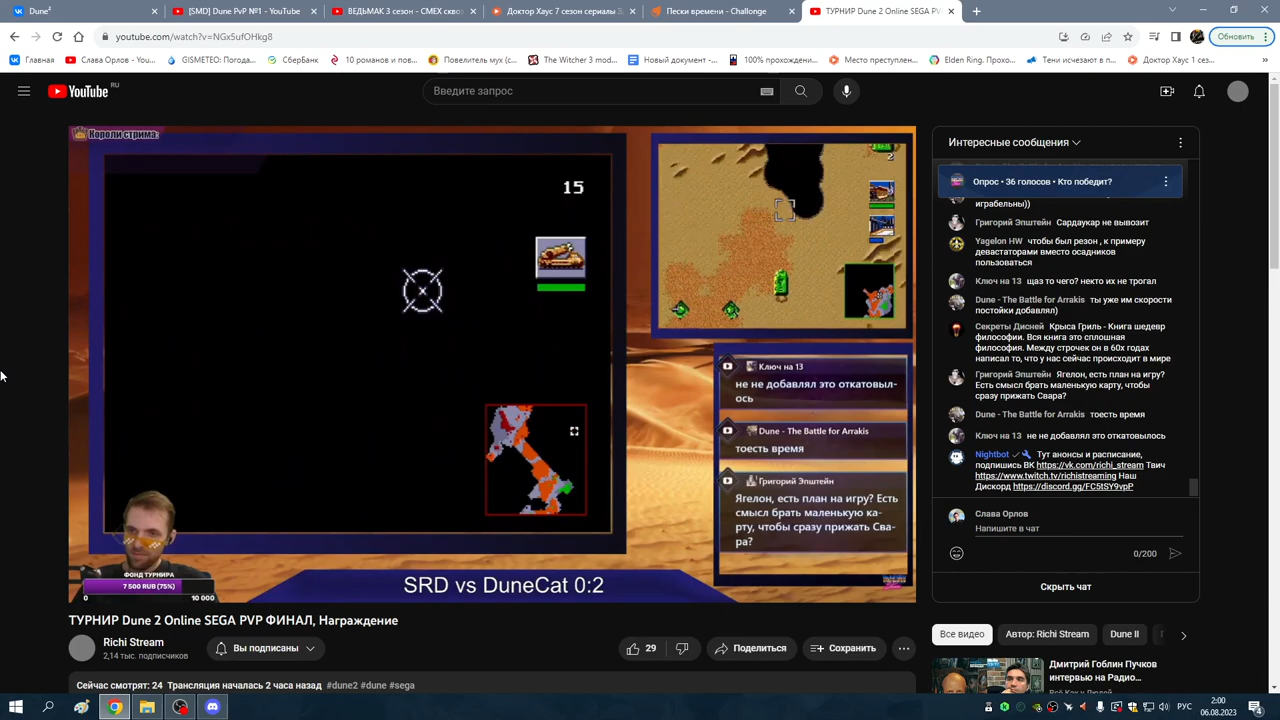 Dune²
[SMD] Dune PvP №1 - YouTube
ВЕДЬМАК 3 сезон - СМЕХ скво
Доктор Хаус 7 сезон сериалы
Пески времени - Challonge
ТУРНИР Dune 2 Online SEGA PV
youtube.com/watch?v=NGx5ufOHkg8
Обновить
Главная
Слава Орлов - You...
GISMETEO: Погода...
СберБанк
10 романов и пов...
Повелитель мух (с...
The Witcher 3 mod...
Новый документ -...
100% прохождени...
Место преступлен...
Elden Ring. Прохо...
Тени исчезают в п...
Доктор Хаус 1 сез...
YouTube RU
Введите запрос
Короли стрима:
15
2
Ключ на 13
не не добавлял это откатовыл-
ось
Dune - The Battle for Arrakis
тоесть время
Григорий Эпштейн
Ягелон, есть план на игру? Есть
смысл брать маленькую ка-
рту, чтобы сразу прижать Сва-
ра?
ФОНД ТУРНИРА
7 500 RUB (75%)
0
10 000
SRD vs DuneCat 0:2
ТУРНИР Dune 2 Online SEGA PVP ФИНАЛ, Награждение
Richi Stream
2,14 тыс. подписчиков
Вы подписаны
29
Поделиться
Сохранить
Сейчас смотрят: 24 Трансляция началась 2 часа назад #dune2 #dune #sega
Интересные сообщения
Опрос • 36 голосов • Кто победит?
играбельны))
Григорий Эпштейн Сардаукар не вывозит
Yagelon HW чтобы был резон , к примеру
девастаторами вместо осадников
пользоваться
Ключ на 13 щаз то чего? некто их не трогал
Dune - The Battle for Arrakis ты уже им скорости
постойки добавлял)
Секреты Дисней Крыса Гриль - Книга шедевр
философии. Вся книга это сплошная
философия. Между строчек он в 60х годах
написал то, что у нас сейчас происходит в мире
Григорий Эпштейн Ягелон, есть план на игру?
Есть смысл брать маленькую карту, чтобы
сразу прижать Свара?
Dune - The Battle for Arrakis тоесть время
Ключ на 13 не не добавлял это откатовылось
Nightbot Тут анонсы и расписание,
подпишись ВК https://vk.com/richi_stream Твич
https://www.twitch.tv/richistreaming Наш
Дискорд https://discord.gg/FC5tSY9vpP
Слава Орлов
Напишите в чат
0/200
Скрыть чат
Все видео
Автор: Richi Stream
Dune II
Дмитрий Гоблин Пучков
интервью на Радио...
РУС
2:00
06.08.2023
4